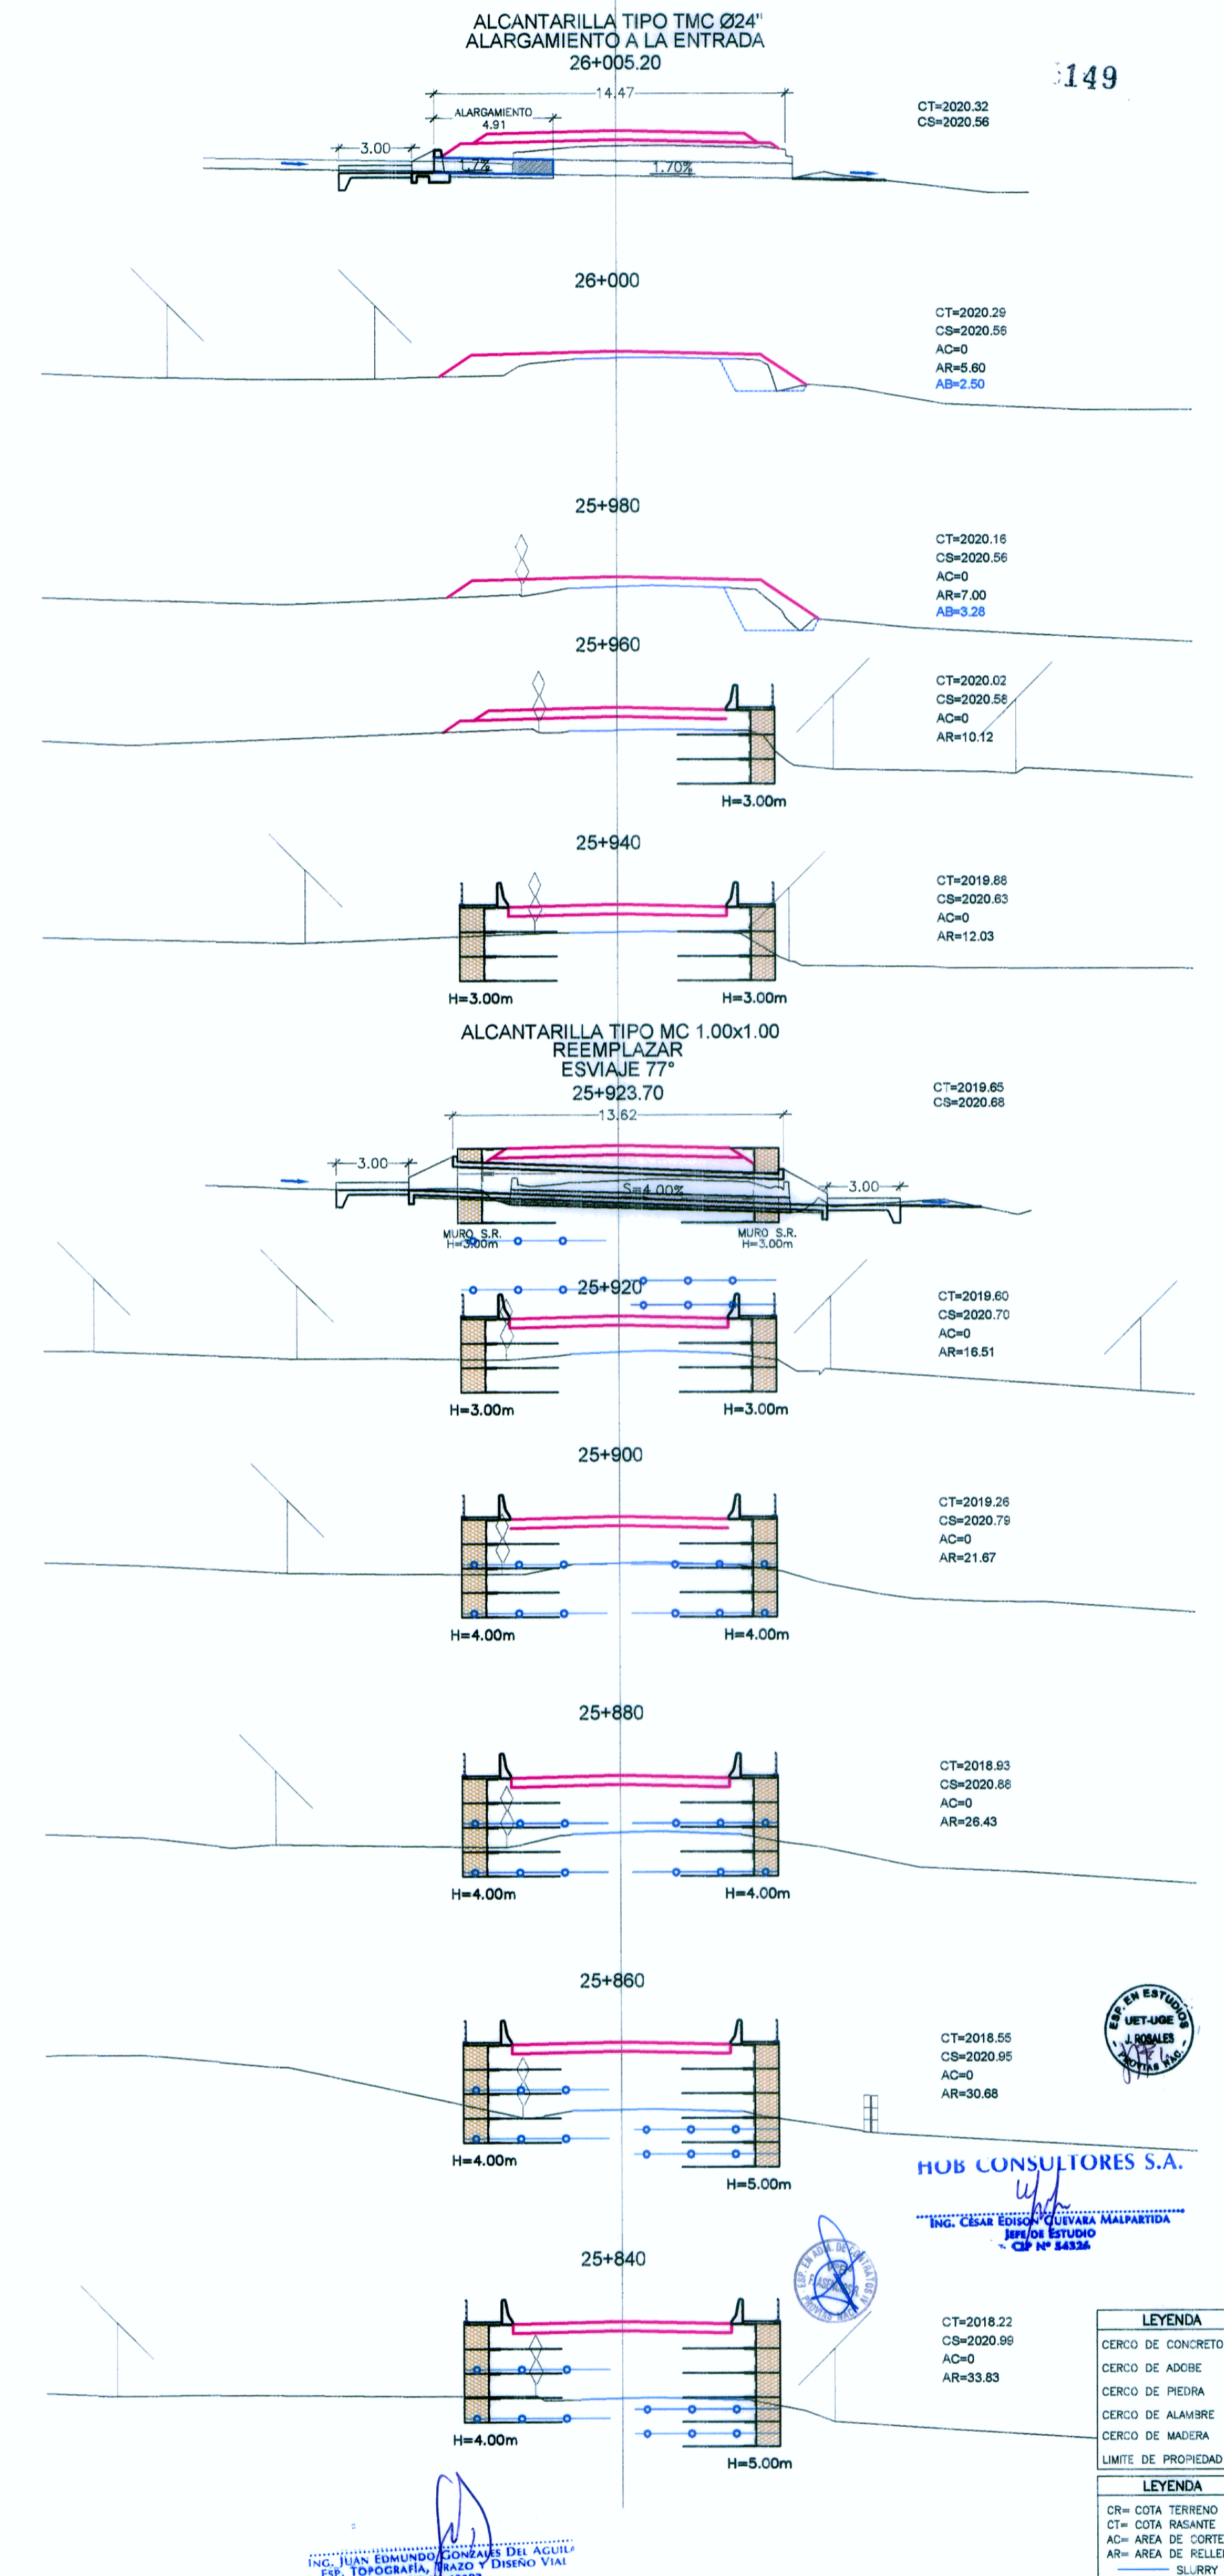 ALCANTARILLA TIPO TMC Ø24"
ALARGAMIENTO A LA ENTRADA
26+005.20
149
14.47
ALARGAMIENTO
4.91
3.00
1.7%
1.70%
CT=2020.32
CS=2020.56
26+000
CT=2020.29
CS=2020.56
AC=0
AR=5.60
AB=2.50
25+980
CT=2020.16
CS=2020.56
AC=0
AR=7.00
AB=3.28
25+960
CT=2020.02
CS=2020.58
AC=0
AR=10.12
H=3.00m
25+940
CT=2019.88
CS=2020.63
AC=0
AR=12.03
H=3.00m
H=3.00m
ALCANTARILLA TIPO MC 1.00x1.00
REEMPLAZAR
ESVIAJE 77°
25+923.70
CT=2019.65
CS=2020.68
13.62
3.00
S=4.00%
3.00
MURO S.R.
H=3.00m
MURO S.R.
H=3.00m
25+920
CT=2019.60
CS=2020.70
AC=0
AR=16.51
H=3.00m
H=3.00m
25+900
CT=2019.26
CS=2020.79
AC=0
AR=21.67
H=4.00m
H=4.00m
25+880
CT=2018.93
CS=2020.88
AC=0
AR=26.43
H=4.00m
H=4.00m
25+860
CT=2018.55
CS=2020.95
AC=0
AR=30.68
H=4.00m
H=5.00m
ESP. EN ESTUDIOS
UET-UGE
J. ROSALES
PROVIAS NAC.
HOB CONSULTORES S.A.
ING. CÉSAR EDISON GUEVARA MALPARTIDA
JEFE DE ESTUDIO
CIP Nº 54326
25+840
ESP. EN ADM. DE CONTRATOS IV
PROVIAS NAC
CT=2018.22
CS=2020.99
AC=0
AR=33.83
H=4.00m
H=5.00m
LEYENDA
CERCO DE CONCRETO
CERCO DE ADOBE
CERCO DE PIEDRA
CERCO DE ALAMBRE
CERCO DE MADERA
LIMITE DE PROPIEDAD
LEYENDA
CR= COTA TERRENO
CT= COTA RASANTE
AC= AREA DE CORTE
AR= AREA DE RELLE
SLURRY
ING. JUAN EDMUNDO GONZALES DEL AGUILA
ESP. TOPOGRAFÍA, TRAZO Y DISEÑO VIAL